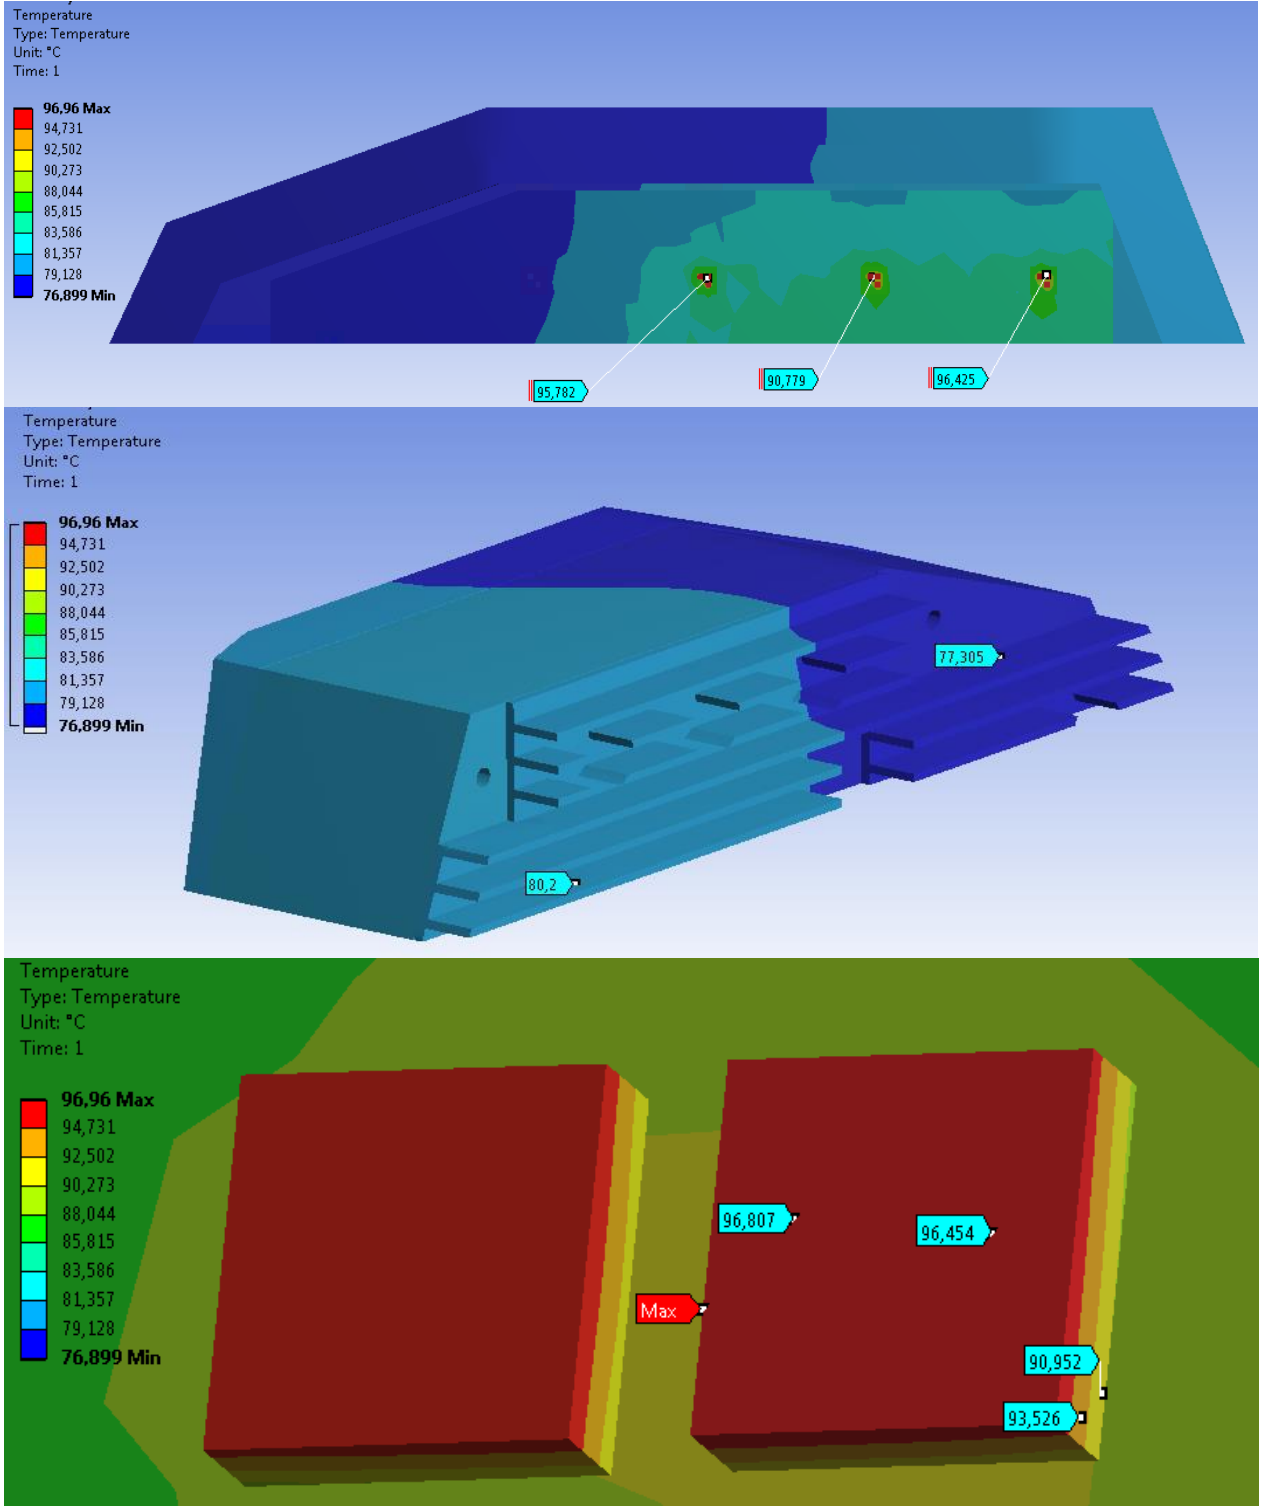 Temperature
Type: Temperature
Unit: °C
Time: 1
96,96 Max
94,731
92,502
90,273
88,044
85,815
83,586
81,357
79,128
76,899 Min
95,782
90,779
96,425
Temperature
Type: Temperature
Unit: °C
Time: 1
96,96 Max
94,731
92,502
90,273
88,044
85,815
83,586
81,357
79,128
76,899 Min
77,305
80,2
Temperature
Type: Temperature
Unit: °C
Time: 1
96,96 Max
94,731
92,502
90,273
88,044
85,815
83,586
81,357
79,128
76,899 Min
96,807
96,454
Max
90,952
93,526